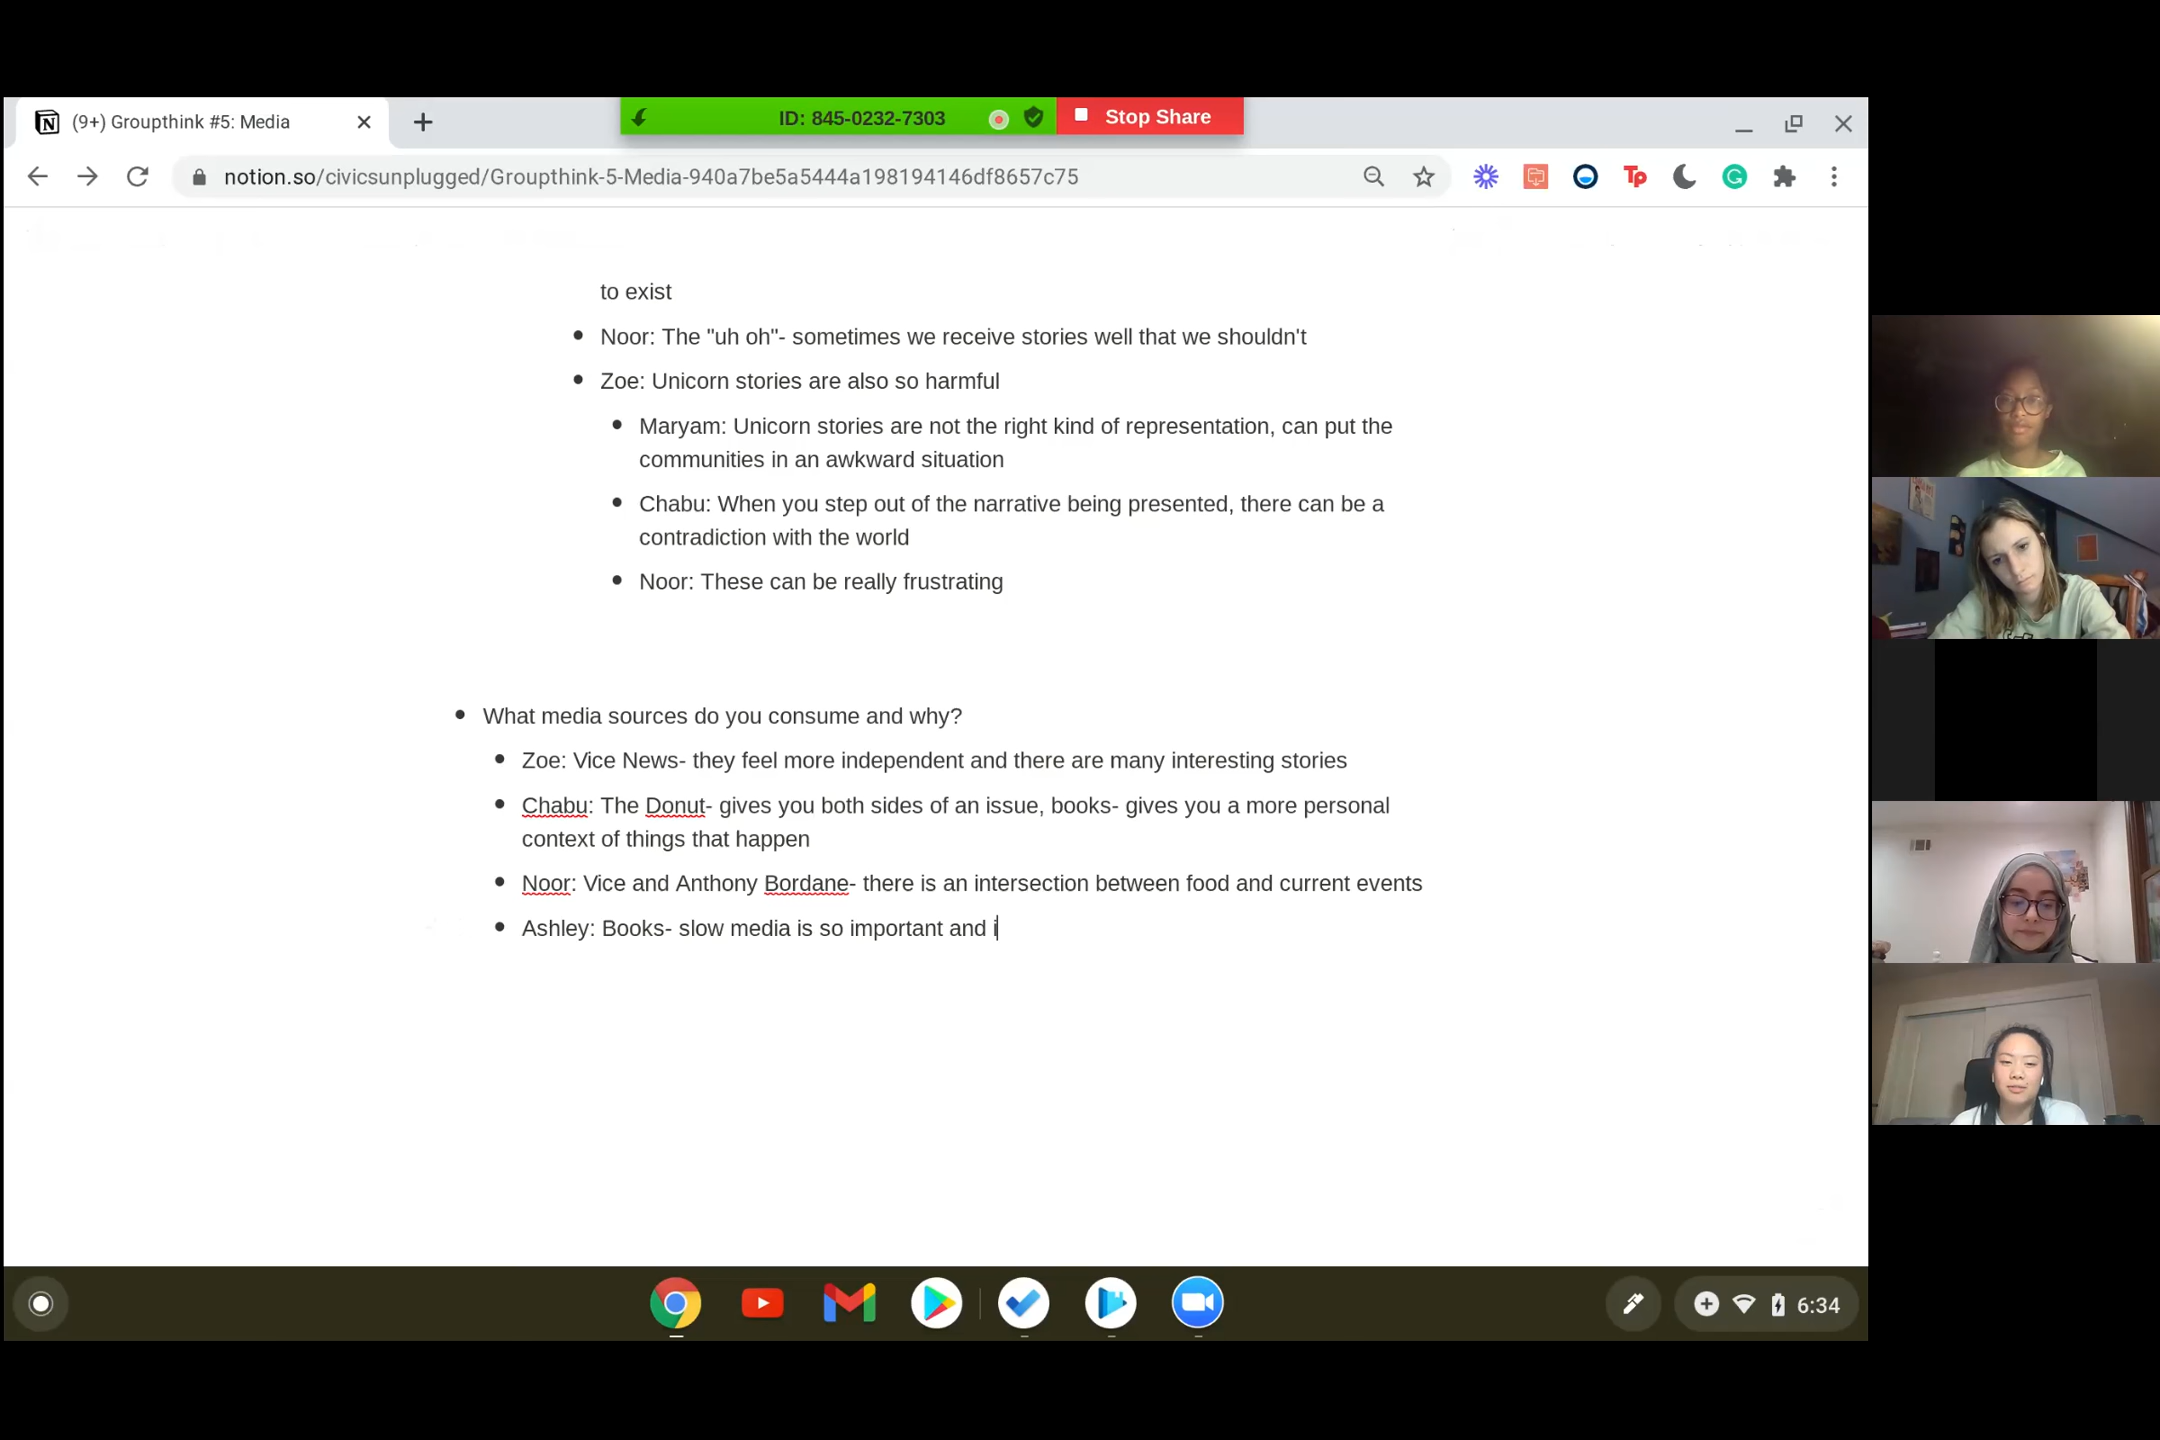 (9+) Groupthink #5: Media
ID: 845-0232-7303
Stop Share
notion.so/civicsunplugged/Groupthink-5-Media-940a7be5a5444a198194146df8657c75
to exist
Noor: The "uh oh"- sometimes we receive stories well that we shouldn't
Zoe: Unicorn stories are also so harmful
Maryam: Unicorn stories are not the right kind of representation, can put the
communities in an awkward situation
Chabu: When you step out of the narrative being presented, there can be a
contradiction with the world
Noor: These can be really frustrating
What media sources do you consume and why?
Zoe: Vice News- they feel more independent and there are many interesting stories
Chabu: The Donut- gives you both sides of an issue, books- gives you a more personal
context of things that happen
Noor: Vice and Anthony Bordane- there is an intersection between food and current events
Ashley: Books- slow media is so important and i
6:34